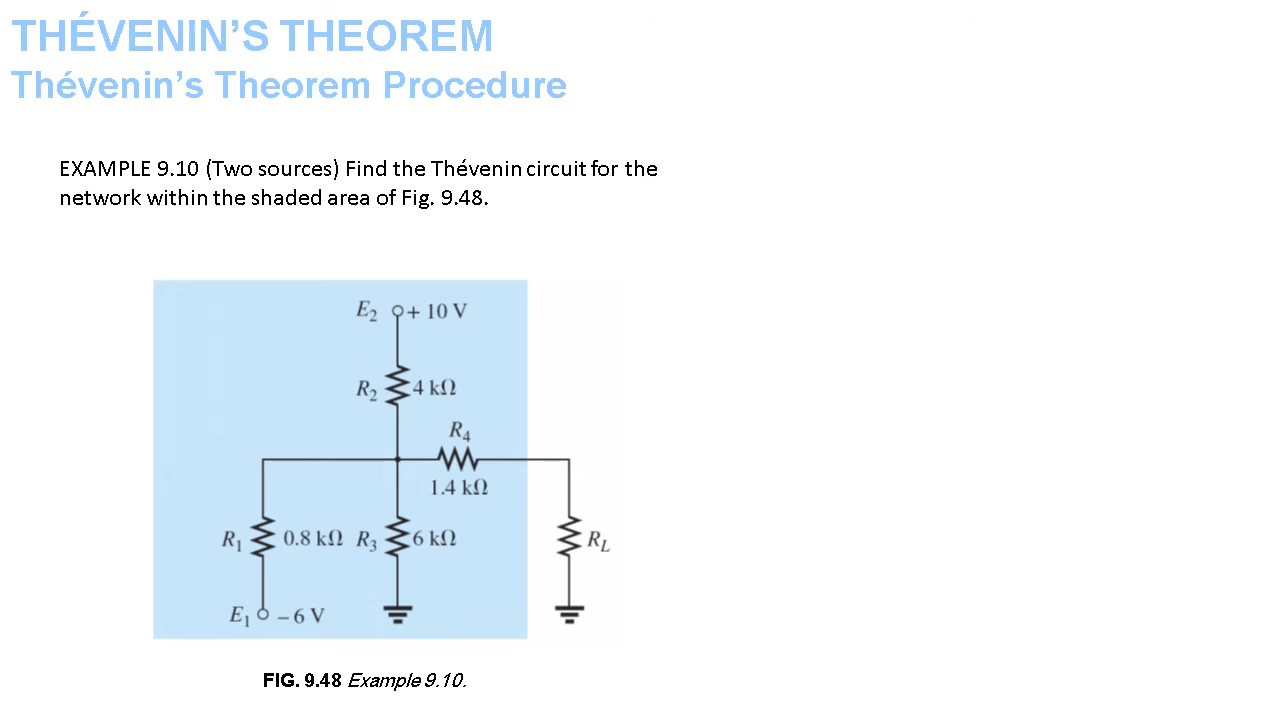 THÉVENIN’S THEOREM
Thévenin’s Theorem Procedure
EXAMPLE 9.10 (Two sources) Find the Thévenin circuit for the
network within the shaded area of Fig. 9.48.
E₂ + 10 V
R₂ 4 kΩ
R₄
1.4 kΩ
R₁ 0.8 kΩ R₃ 6 kΩ R_L
E₁ – 6 V
FIG. 9.48 Example 9.10.